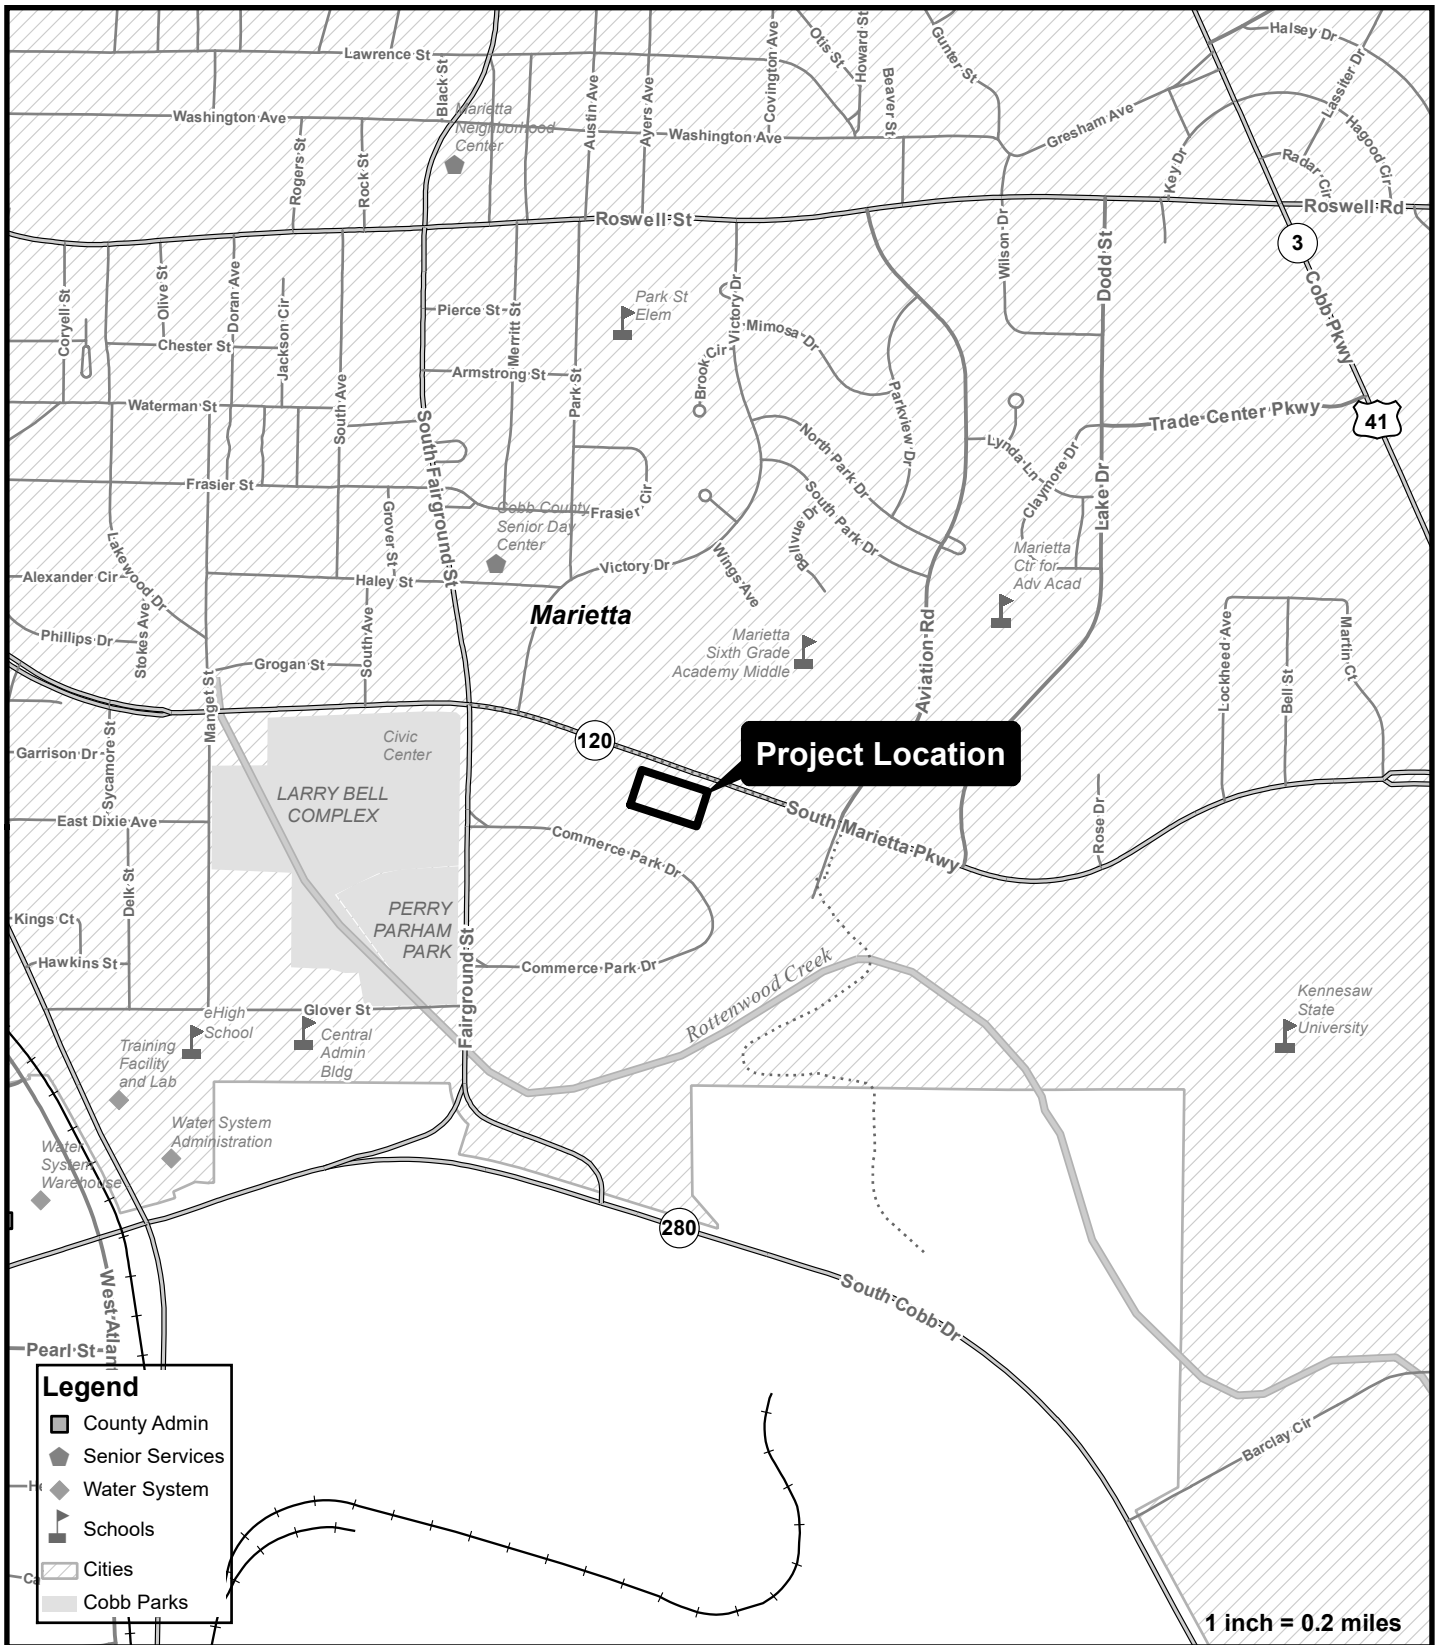 Lawrence St
Black St
Austin Ave
Ayers Ave
Covington Ave
Otis St
Howard St
Beaver St
Gunter St
Halsey Dr
Lassiter Dr
Washington Ave
Marietta
Neighborhood
Center
Washington Ave
Gresham Ave
Key Dr
Radar Cir
Hagood Cir
Rogers St
Rock St
Roswell St
Roswell Rd
3
Cobb Pkwy
Wilson Dr
Dodd St
Coryell St
Olive St
Doran Ave
Jackson Cir
Pierce St
Merritt St
Park St
Elem
Victory Dr
Mimosa Dr
Chester St
Armstrong St
Park St
Brook Cir
Parkview Dr
Waterman St
South Ave
South Fairground St
North Park Dr
Lynda Ln
Claymore Dr
Trade Center Pkwy
41
Lake Dr
Frasier St
Grover St
Cobb County
Senior Day
Center
Frasier Cir
South Park Dr
Bellvue Dr
Lakewood Dr
Alexander Cir
Haley St
Victory Dr
Wings Ave
Marietta
Ctr for
Adv Acad
Marietta
Phillips Dr
Stokes Ave
South Ave
Grogan St
Marietta
Sixth Grade
Academy Middle
Aviation Rd
Lockheed Ave
Bell St
Martin Ct
Manget St
Garrison Dr
Sycamore St
Civic
Center
120
Project Location
LARRY BELL
COMPLEX
East Dixie Ave
Commerce Park Dr
South Marietta Pkwy
Rose Dr
Delk St
Kings Ct
PERRY
PARHAM
PARK
Hawkins St
Fairground St
Commerce Park Dr
Rottenwood Creek
Kennesaw
State
University
eHigh
School
Glover St
Central
Admin
Bldg
Training
Facility
and Lab
Water System
Administration
Water
System
Warehouse
280
South Cobb Dr
West Atlan
Pearl St
Barclay Cir
Legend
County Admin
Senior Services
Water System
Schools
Cities
Cobb Parks
1 inch = 0.2 miles